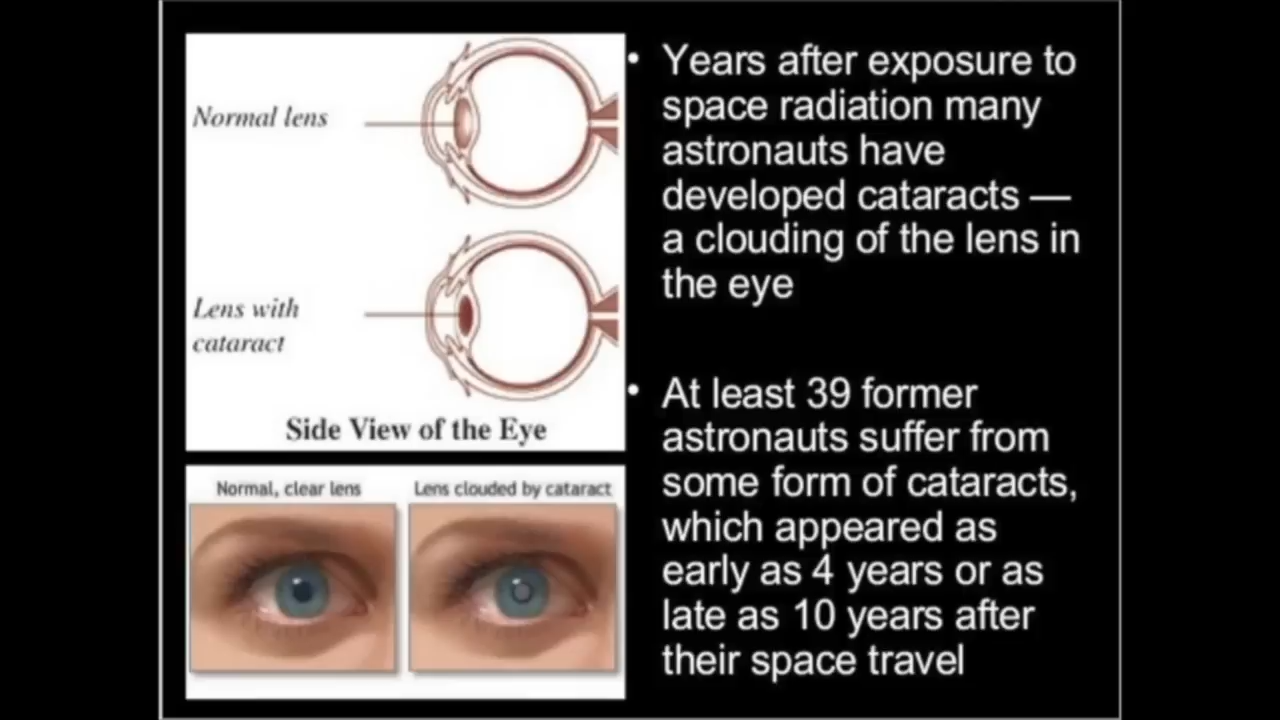 Normal lens
Lens with
cataract
Side View of the Eye
Normal, clear lens
Lens clouded by cataract
• Years after exposure to
space radiation many
astronauts have
developed cataracts —
a clouding of the lens in
the eye
• At least 39 former
astronauts suffer from
some form of cataracts,
which appeared as
early as 4 years or as
late as 10 years after
their space travel